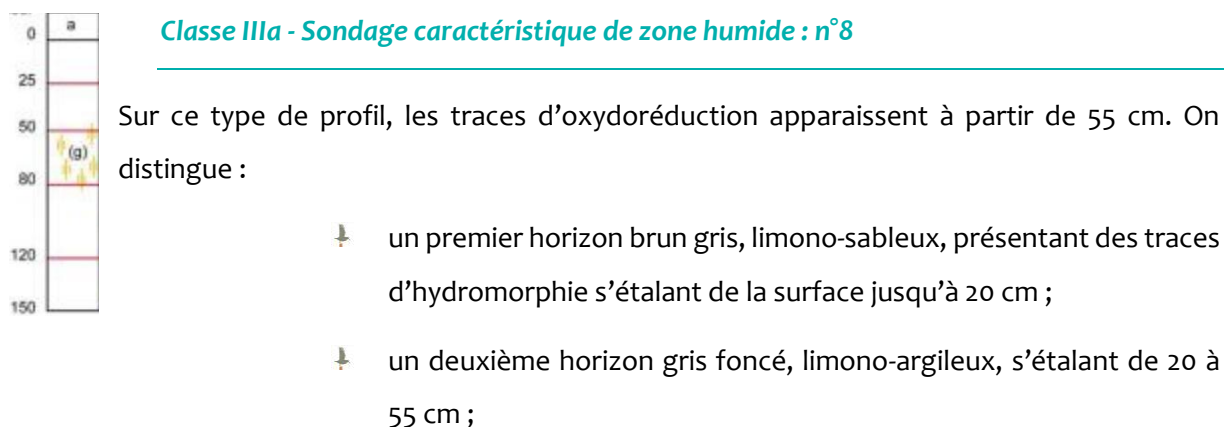 a
0
25
50
(g)
80
120
150
Classe IIIa - Sondage caractéristique de zone humide : n°8
Sur ce type de profil, les traces d’oxydoréduction apparaissent à partir de 55 cm. On
distingue :
un premier horizon brun gris, limono-sableux, présentant des traces
d’hydromorphie s’étalant de la surface jusqu’à 20 cm ;
un deuxième horizon gris foncé, limono-argileux, s’étalant de 20 à
55 cm ;